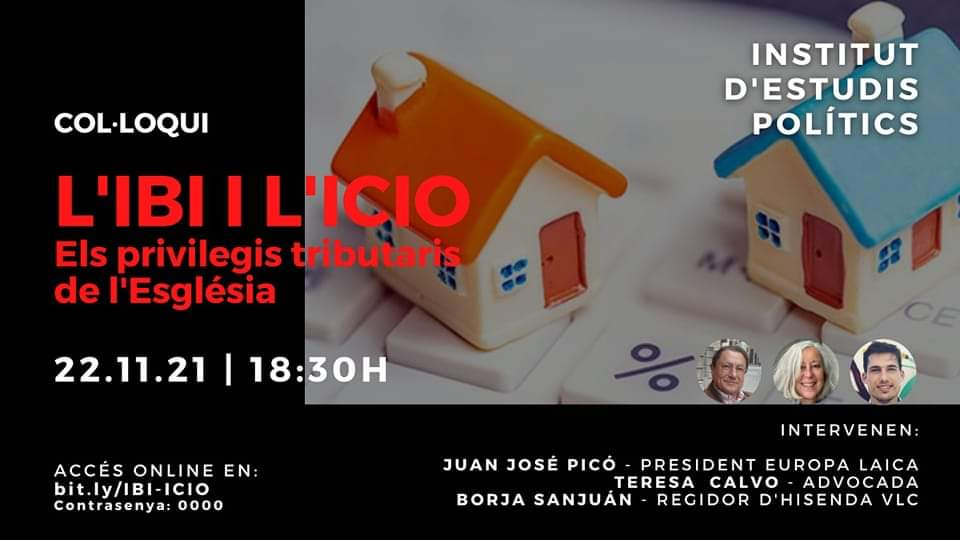 INSTITUT
D'ESTUDIS
POLÍTICS
COL·LOQUI
L'IBI I L'ICIO
Els privilegis tributaris
de l'Església
22.11.21 | 18:30H
%
M
CE
INTERVENEN:
JUAN JOSÉ PICÓ - PRESIDENT EUROPA LAICA
TERESA CALVO - ADVOCADA
BORJA SANJUÁN - REGIDOR D'HISENDA VLC
ACCÉS ONLINE EN:
bit.ly/IBI-ICIO
Contrasenya: 0000